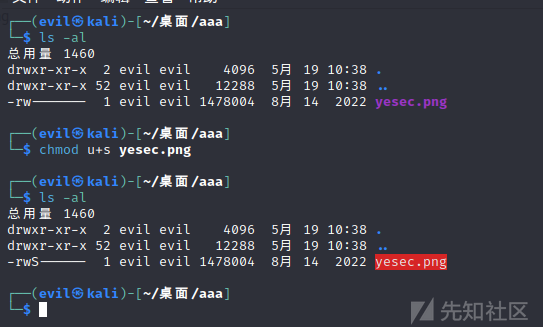 ┌──(evil㉿kali)-[~/桌面/aaa]
└─$ ls -al
总用量 1460
drwxr-xr-x  2 evil evil    4096  5月 19 10:38 .
drwxr-xr-x 52 evil evil   12288  5月 19 10:38 ..
-rw-------  1 evil evil 1478004  8月 14  2022 yesec.png
┌──(evil㉿kali)-[~/桌面/aaa]
└─$ chmod u+s yesec.png
┌──(evil㉿kali)-[~/桌面/aaa]
└─$ ls -al
总用量 1460
drwxr-xr-x  2 evil evil    4096  5月 19 10:38 .
drwxr-xr-x 52 evil evil   12288  5月 19 10:38 ..
-rwS------  1 evil evil 1478004  8月 14  2022 yesec.png
┌──(evil㉿kali)-[~/桌面/aaa]
└─$
先知社区